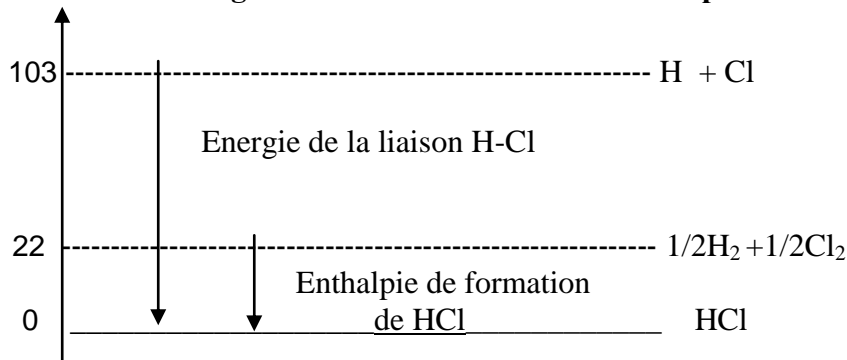 103 H + Cl
Energie de la liaison H-Cl
22 1/2H₂ +1/2Cl₂
Enthalpie de formation
de HCl
0 HCl